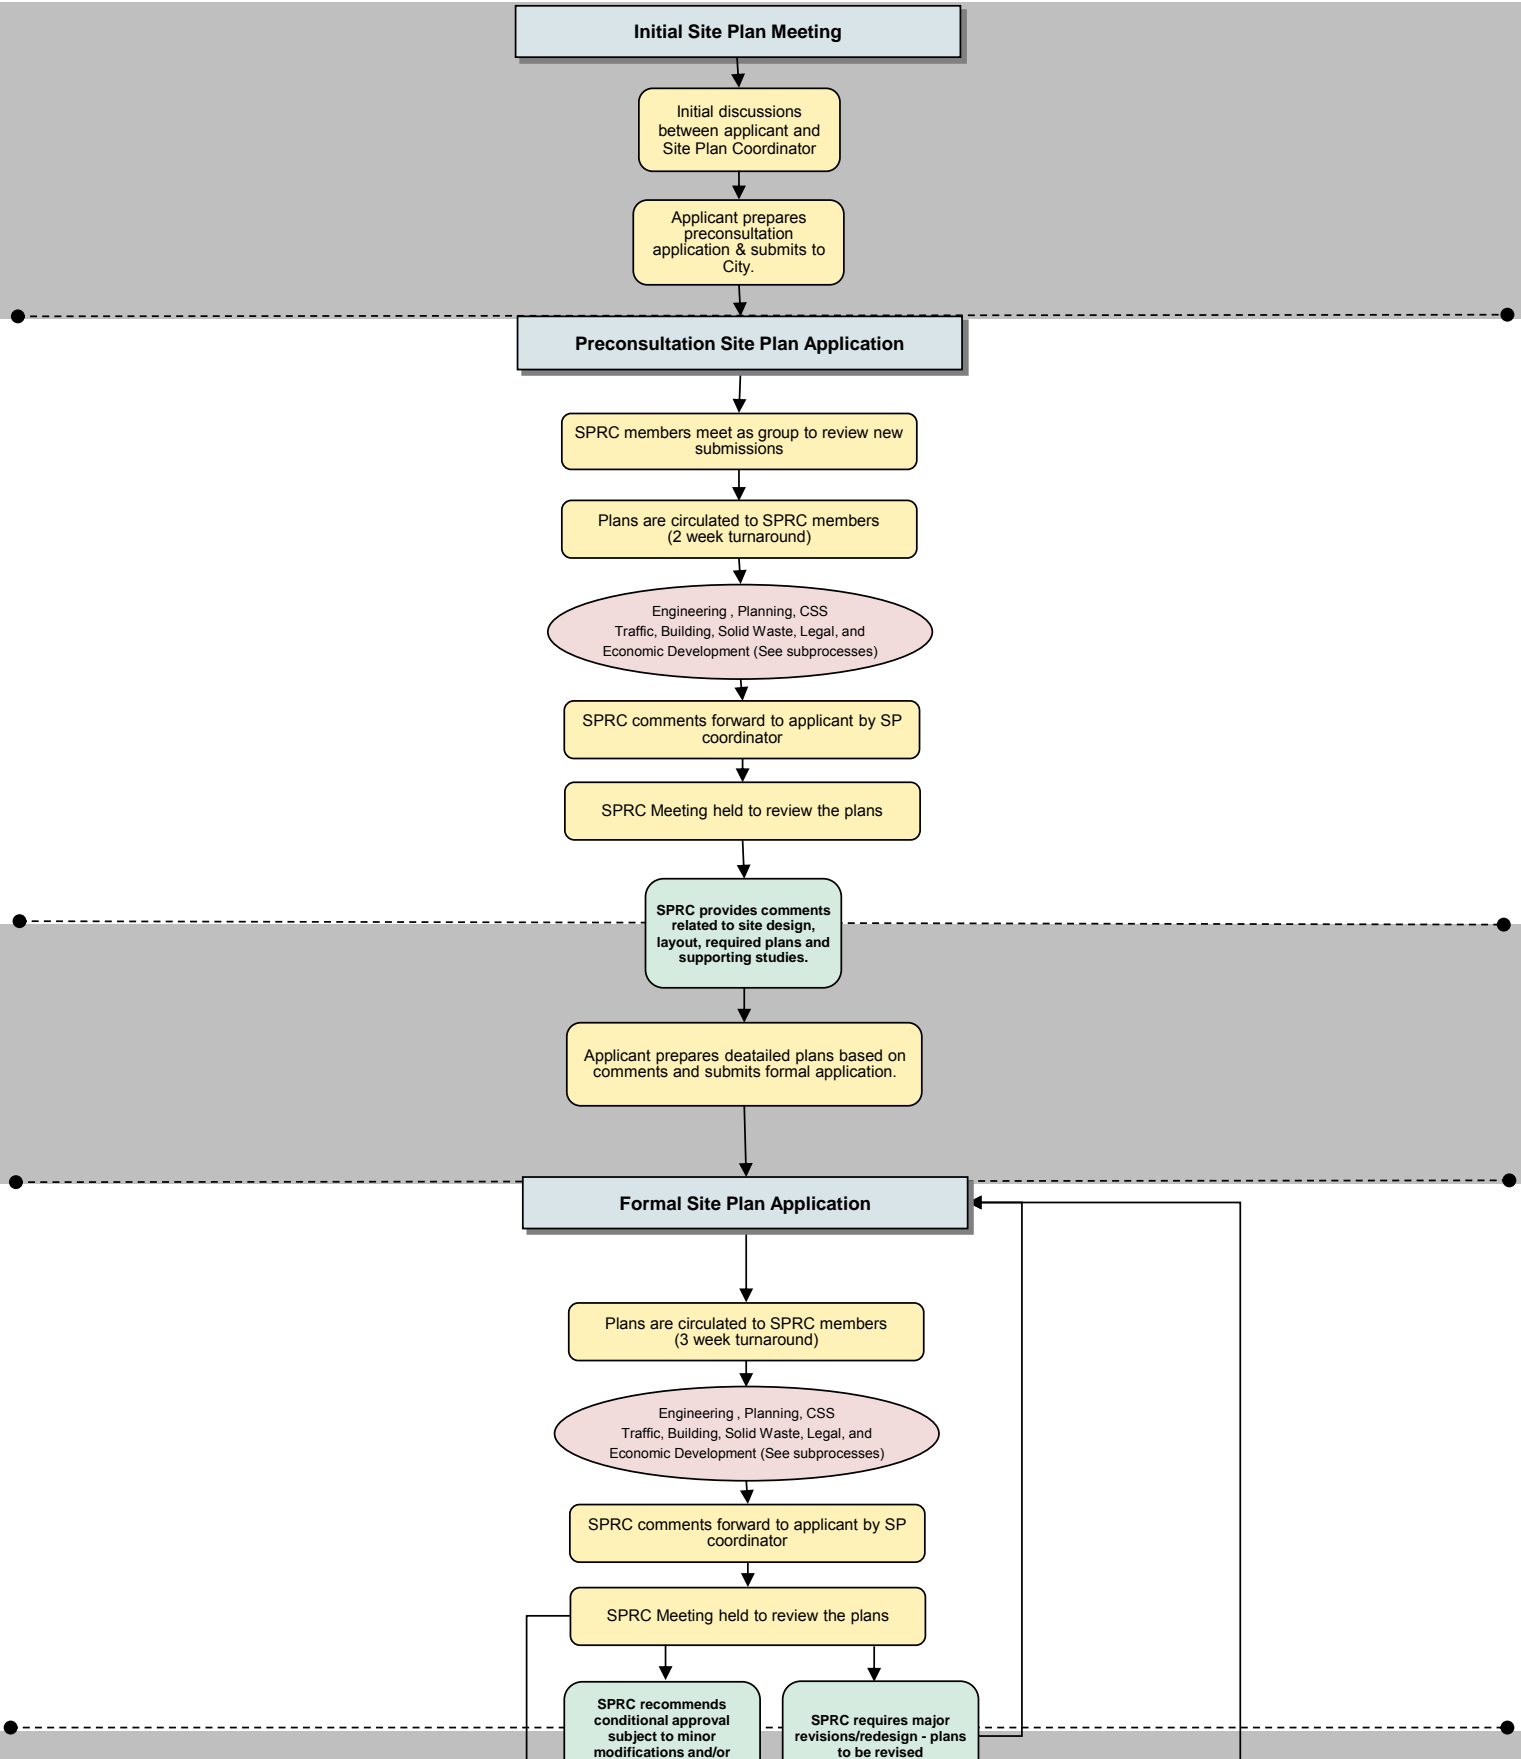 Initial Site Plan Meeting
Initial discussions
between applicant and
Site Plan Coordinator
Applicant prepares
preconsultation
application & submits to
City.
Preconsultation Site Plan Application
SPRC members meet as group to review new
submissions
Plans are circulated to SPRC members
(2 week turnaround)
Engineering , Planning, CSS
Traffic, Building, Solid Waste, Legal, and
Economic Development (See subprocesses)
SPRC comments forward to applicant by SP
coordinator
SPRC Meeting held to review the plans
SPRC provides comments
related to site design,
layout, required plans and
supporting studies.
Applicant prepares deatailed plans based on
comments and submits formal application.
Formal Site Plan Application
Plans are circulated to SPRC members
(3 week turnaround)
Engineering , Planning, CSS
Traffic, Building, Solid Waste, Legal, and
Economic Development (See subprocesses)
SPRC comments forward to applicant by SP
coordinator
SPRC Meeting held to review the plans
SPRC recommends
conditional approval
subject to minor
modifications and/or
SPRC requires major
revisions/redesign - plans
to be revised